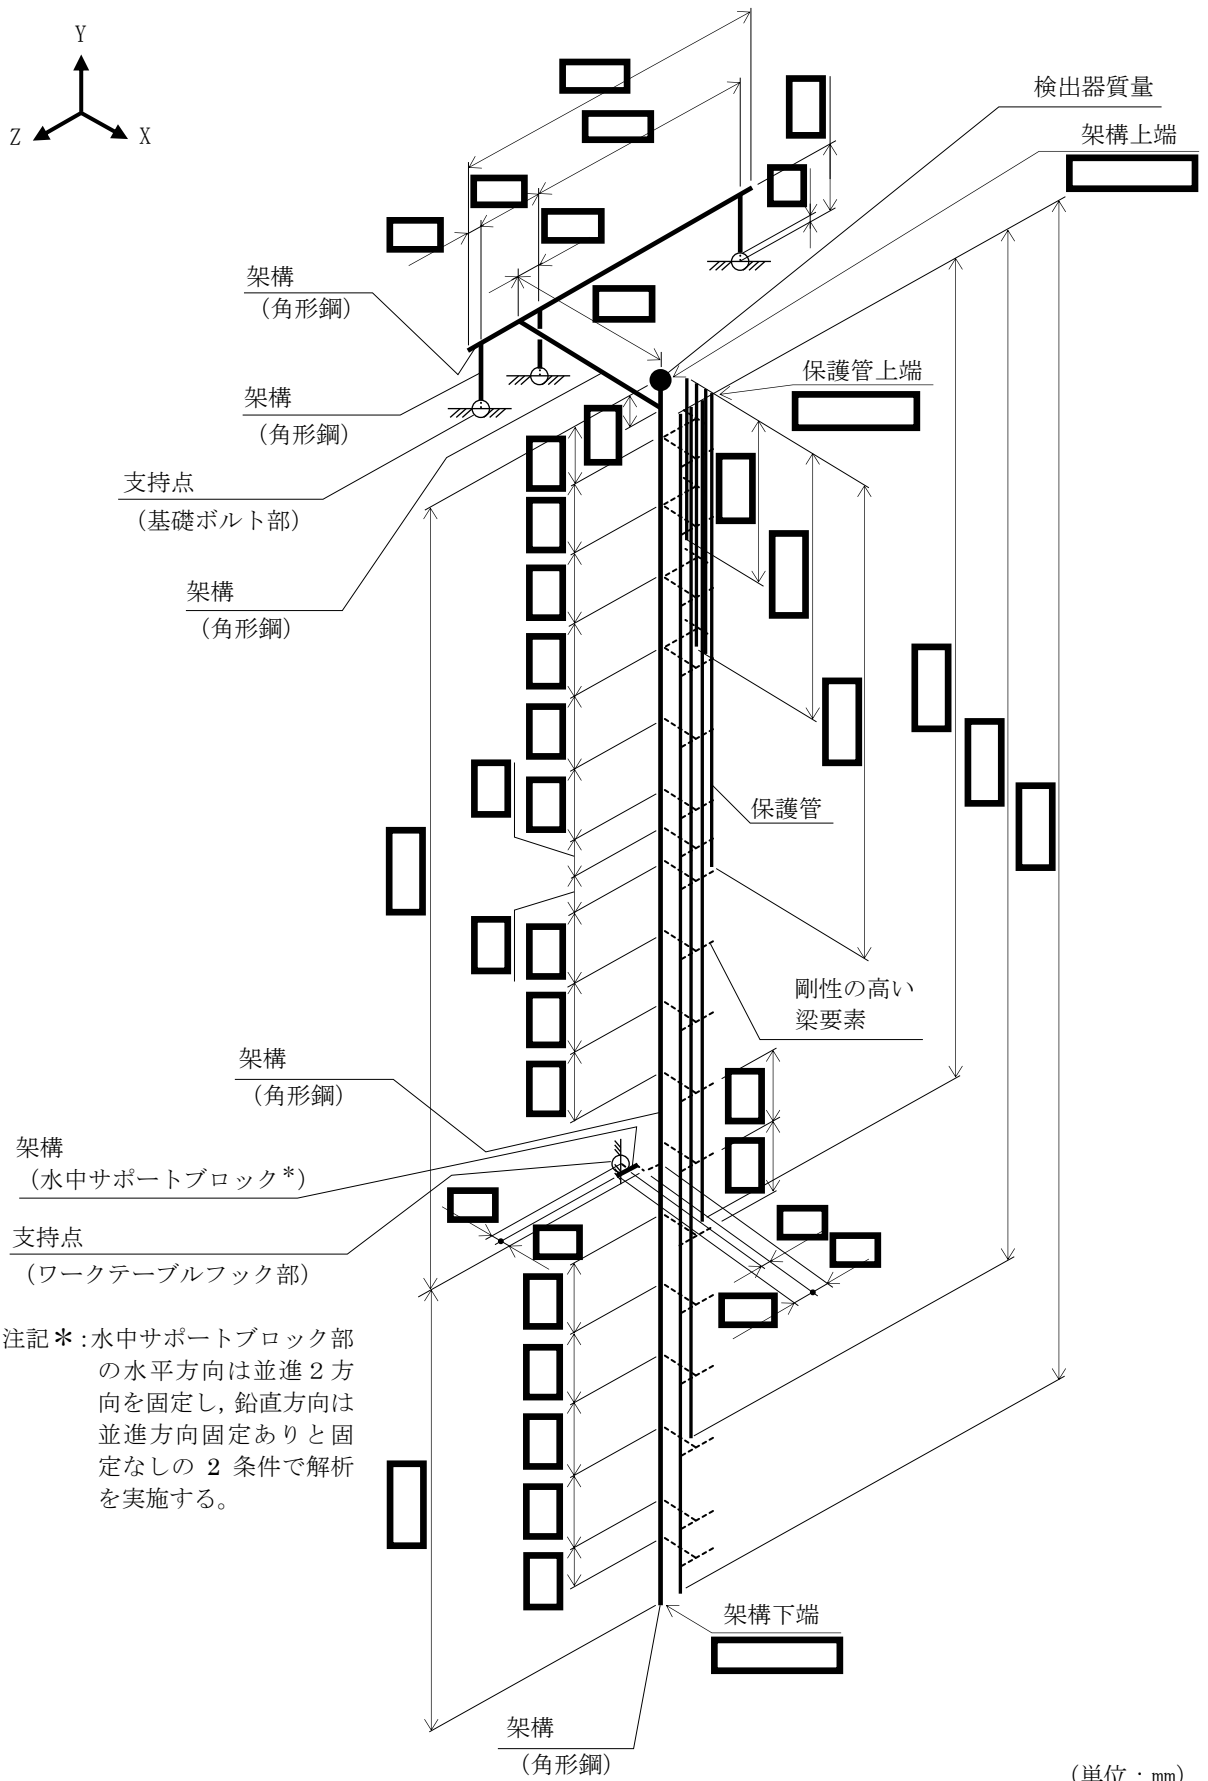 Y
Z
X
検出器質量
架構上端
架構
（角形鋼）
架構
（角形鋼）
保護管上端
支持点
（基礎ボルト部）
架構
（角形鋼）
保護管
剛性の高い
梁要素
架構
（角形鋼）
架構
（水中サポートブロック*）
支持点
（ワークテーブルフック部）
注記＊：水中サポートブロック部
の水平方向は並進２方
向を固定し，鉛直方向は
並進方向固定ありと固
定なしの 2 条件で解析
を実施する。
架構下端
架構
（角形鋼）
（単位：mm）